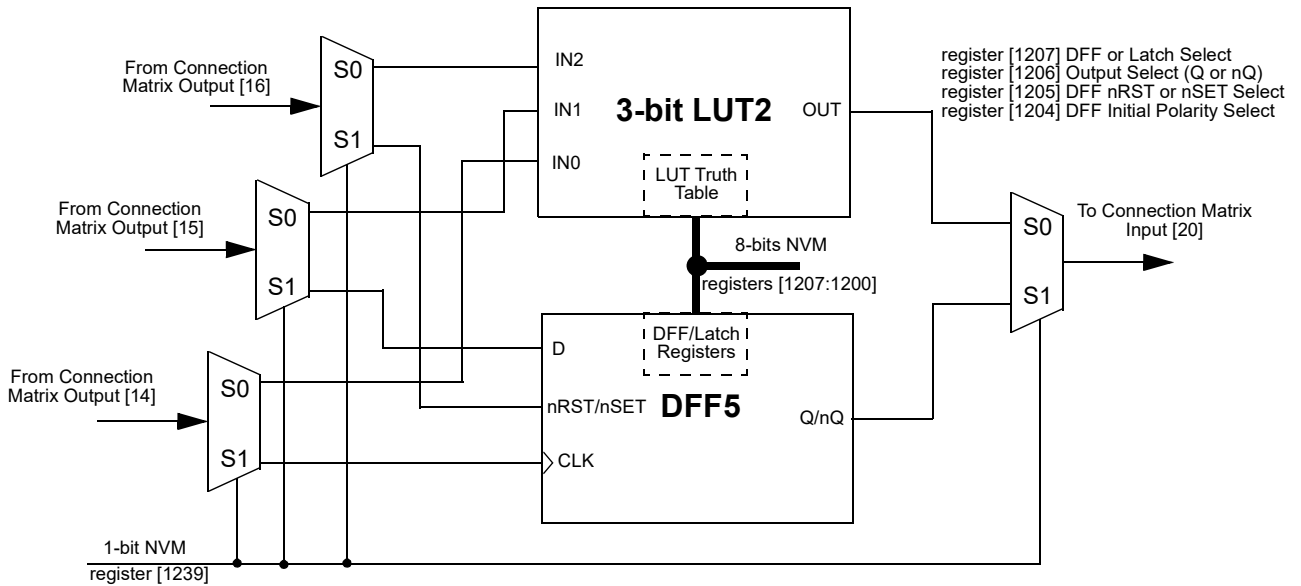 From Connection
Matrix Output [16]
S0
S1
IN2
IN1
IN0
3-bit LUT2
OUT
LUT Truth
Table
register [1207] DFF or Latch Select
register [1206] Output Select (Q or nQ)
register [1205] DFF nRST or nSET Select
register [1204] DFF Initial Polarity Select
From Connection
Matrix Output [15]
S0
S1
8-bits NVM
registers [1207:1200]
To Connection Matrix
Input [20]
S0
S1
From Connection
Matrix Output [14]
S0
S1
D
nRST/nSET
CLK
DFF/Latch
Registers
DFF5
Q/nQ
1-bit NVM
register [1239]